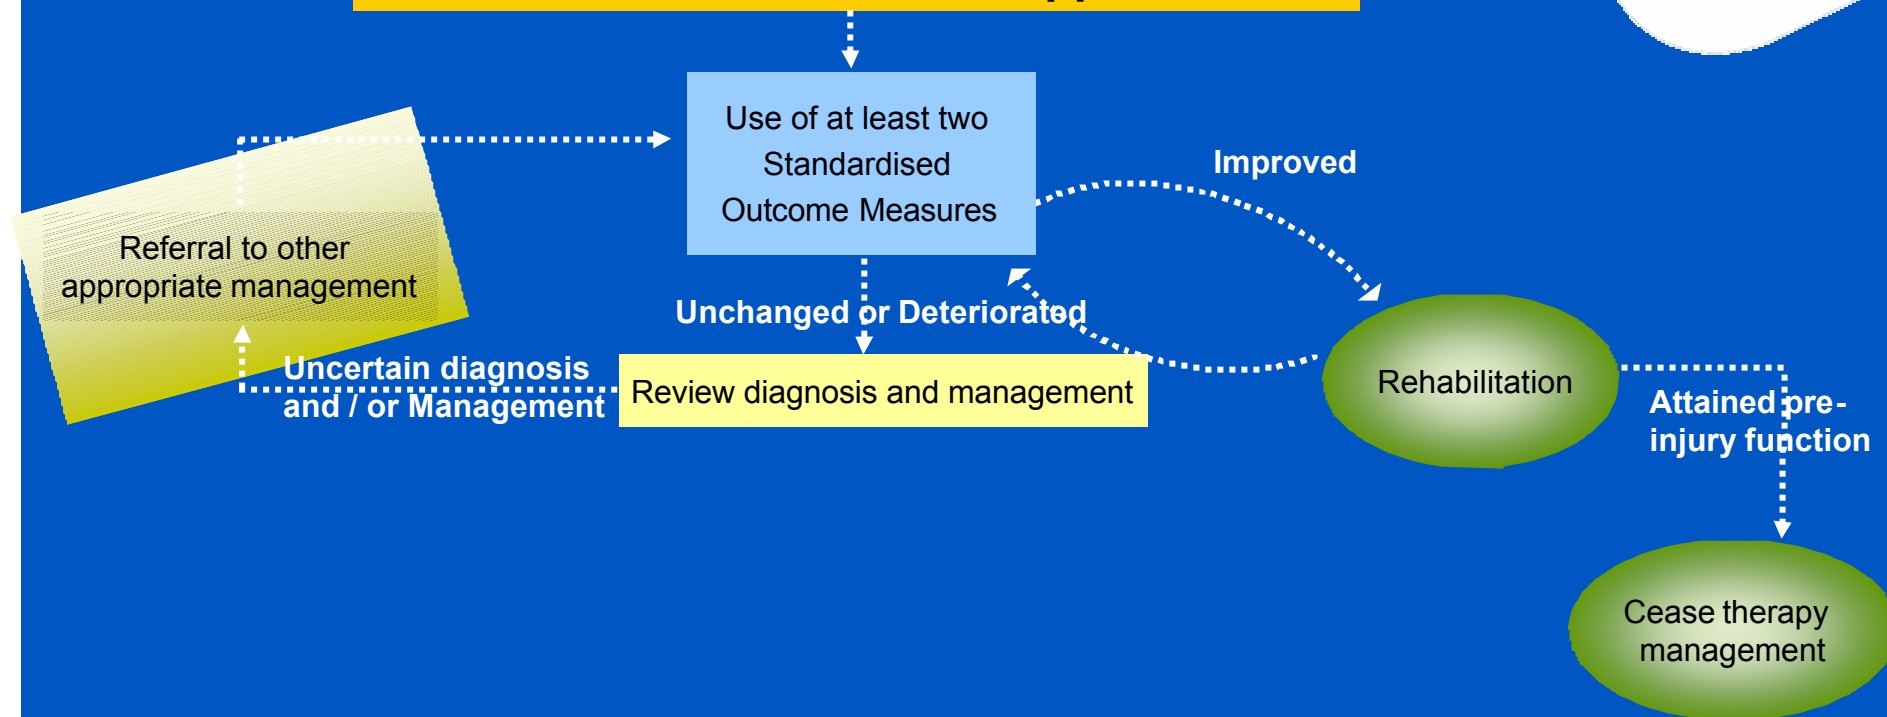 Use of at least two
Standardised
Outcome Measures
Improved
Referral to other
appropriate management
Unchanged or Deteriorated
Uncertain diagnosis
and / or Management
Review diagnosis and management
Rehabilitation
Attained pre-
injury function
Cease therapy
management